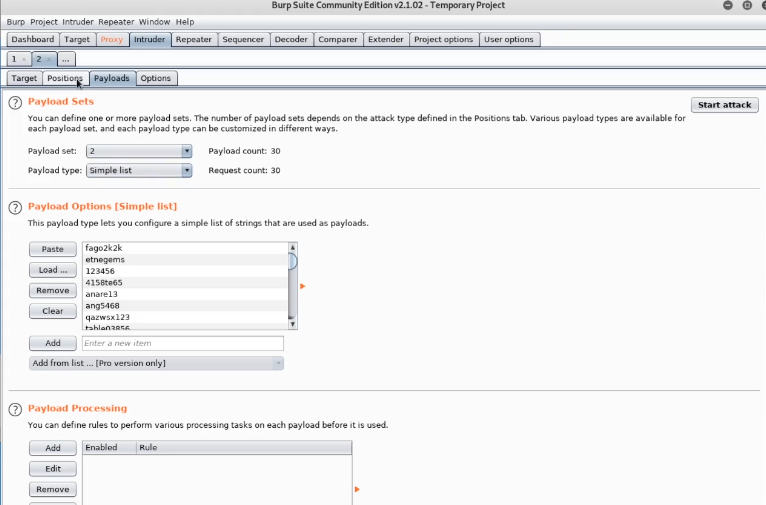 Burp Suite Community Edition v2.1.02 - Temporary Project
Burp Project Intruder Repeater Window Help
Dashboard Target Proxy Intruder Repeater Sequencer Decoder Comparer Extender Project options User options
1 × 2 × ...
Target Positions Payloads Options
? Payload Sets
Start attack
You can define one or more payload sets. The number of payload sets depends on the attack type defined in the Positions tab. Various payload types are available for
each payload set, and each payload type can be customized in different ways.
Payload set: 2 Payload count: 30
Payload type: Simple list Request count: 30
? Payload Options [Simple list]
This payload type lets you configure a simple list of strings that are used as payloads.
Paste
Load ...
Remove
Clear
fago2k2k
etnegems
123456
4158te65
anare13
ang5468
qazwsx123
table03856
Add Enter a new item
Add from list ... [Pro version only]
? Payload Processing
You can define rules to perform various processing tasks on each payload before it is used.
Add Enabled Rule
Edit
Remove